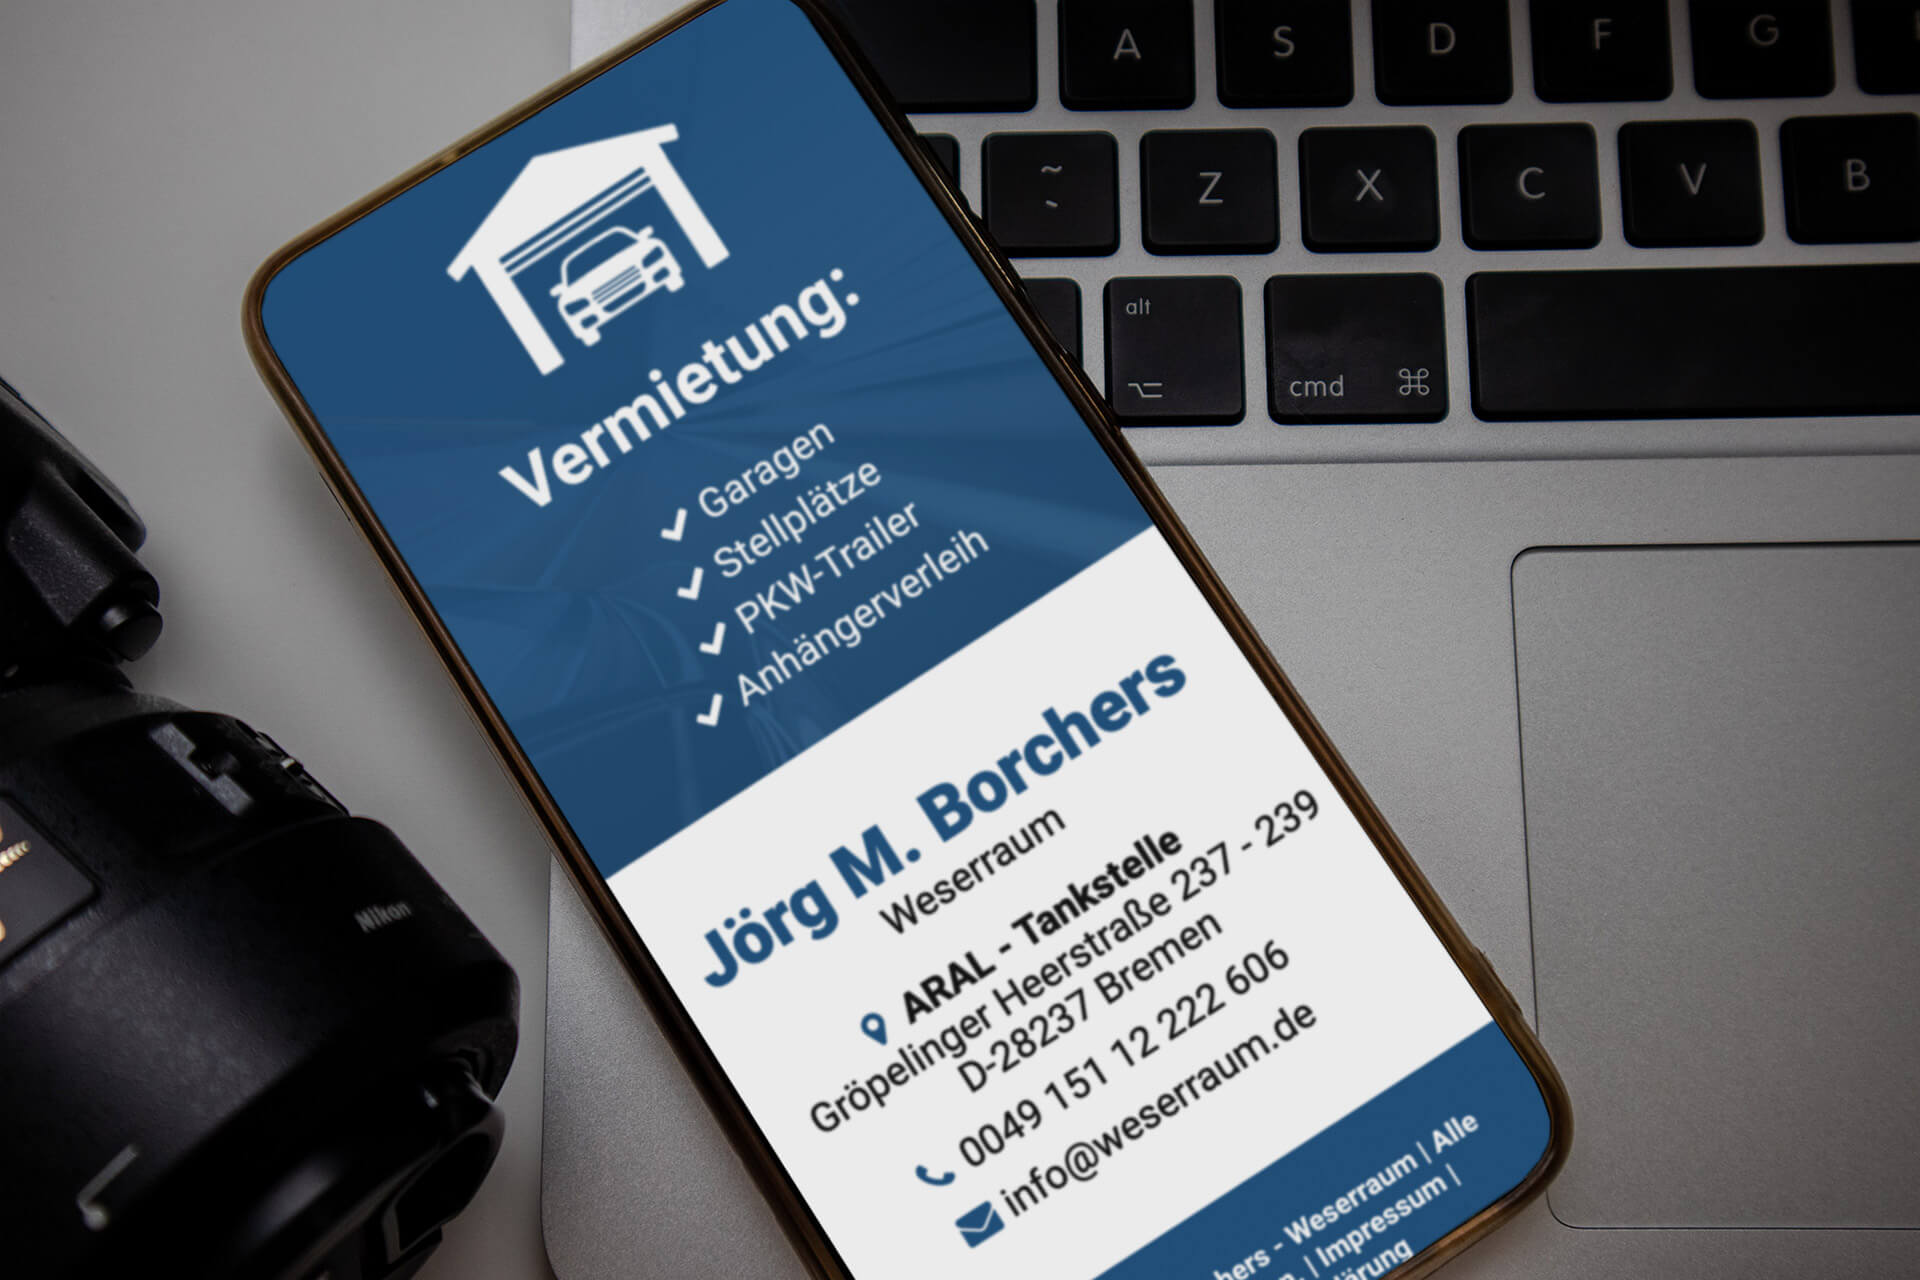 A S D F G
~ Z X C V B
alt
cmd ⌘
Vermietung:
Garagen
Stellplätze
PKW-Trailer
Anhängerverleih
Jörg M. Borchers
Weserraum
ARAL - Tankstelle
Gröpelinger Heerstraße 237 - 239
D-28237 Bremen
0049 151 12 222 606
info@weserraum.de
- Weserraum | Alle
| Impressum |
Nikon